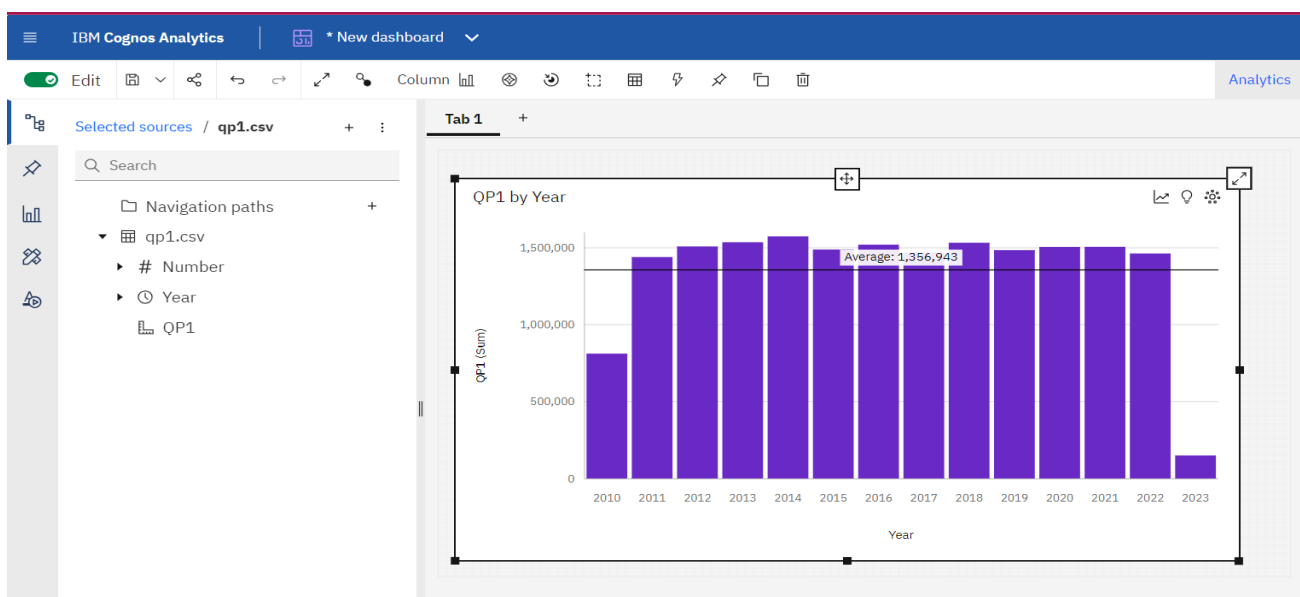 IBM Cognos Analytics
* New dashboard
Edit
Column
Analytics
Selected sources / qp1.csv
Tab 1
Search
Navigation paths
qp1.csv
# Number
Year
QP1
QP1 by Year
1,500,000
1,000,000
500,000
0
QP1 (Sum)
Average: 1,356,943
2010 2011 2012 2013 2014 2015 2016 2017 2018 2019 2020 2021 2022 2023
Year